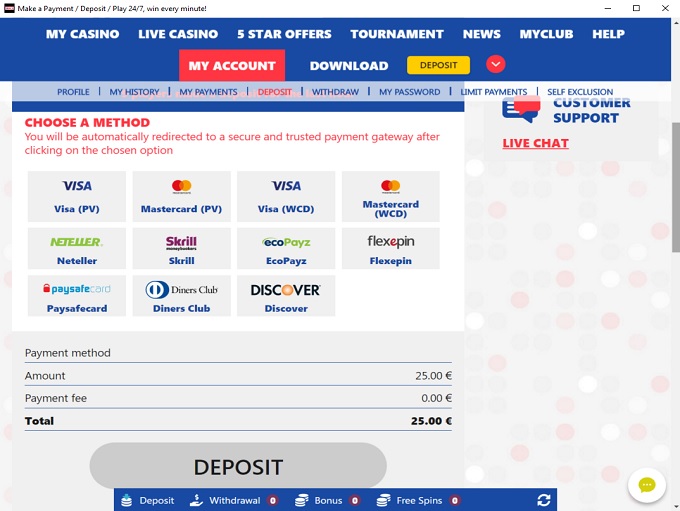 Make a Payment / Deposit / Play 24/7, win every minute!
MY CASINO LIVE CASINO 5 STAR OFFERS TOURNAMENT NEWS MYCLUB HELP
MY ACCOUNT DOWNLOAD DEPOSIT
PROFILE | MY HISTORY | MY PAYMENTS | DEPOSIT | WITHDRAW | MY PASSWORD | LIMIT PAYMENTS | SELF EXCLUSION
CUSTOMER
SUPPORT
LIVE CHAT
CHOOSE A METHOD
You will be automatically redirected to a secure and trusted payment gateway after
clicking on the chosen option
VISA VISA
Visa (PV) Mastercard (PV) Visa (WCD) Mastercard
(WCD)
NETELLER Skrill ecoPayz flexepin
moneybookers
Neteller Skrill EcoPayz Flexepin
paysafecard Diners Club DISCOVER
Paysafecard Diners Club Discover
Payment method
Amount 25.00 €
Payment fee 0.00 €
Total 25.00 €
DEPOSIT
Deposit Withdrawal 0 Bonus 0 Free Spins 0